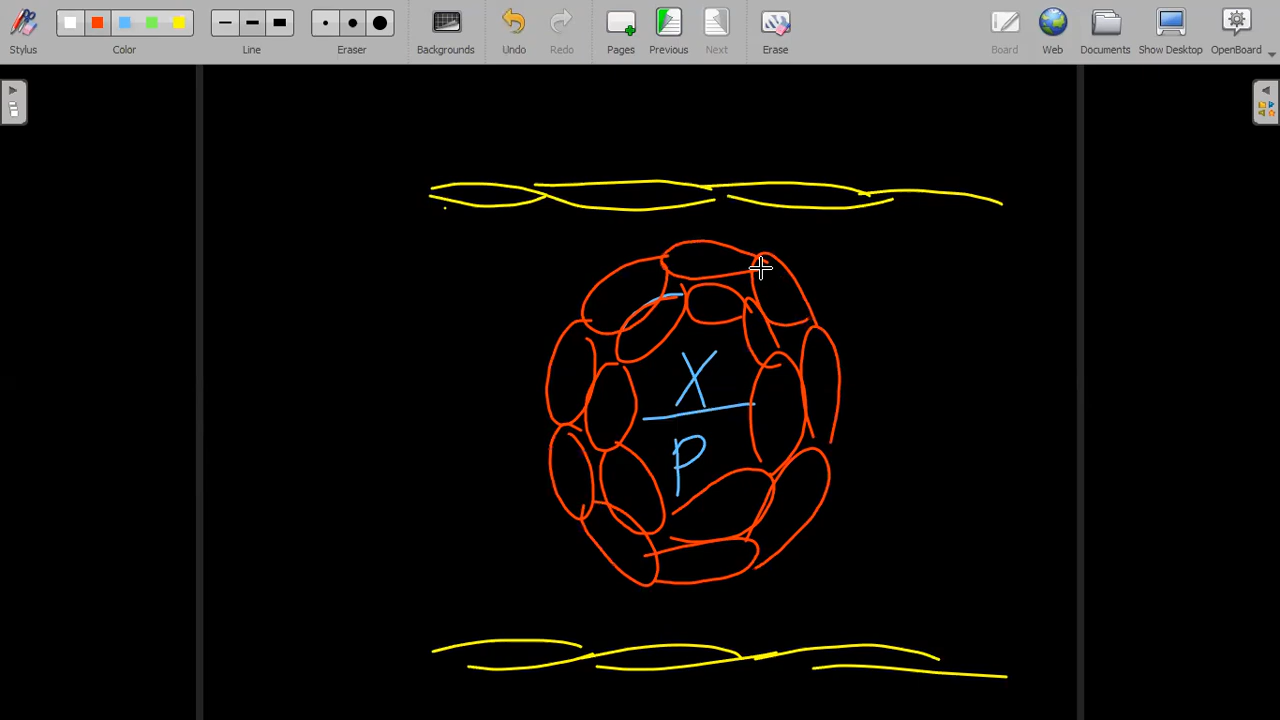 Stylus
Color
Line
Eraser
Backgrounds
Undo
Redo
Pages
Previous
Next
Erase
Board
Web
Documents
Show Desktop
OpenBoard
X
P